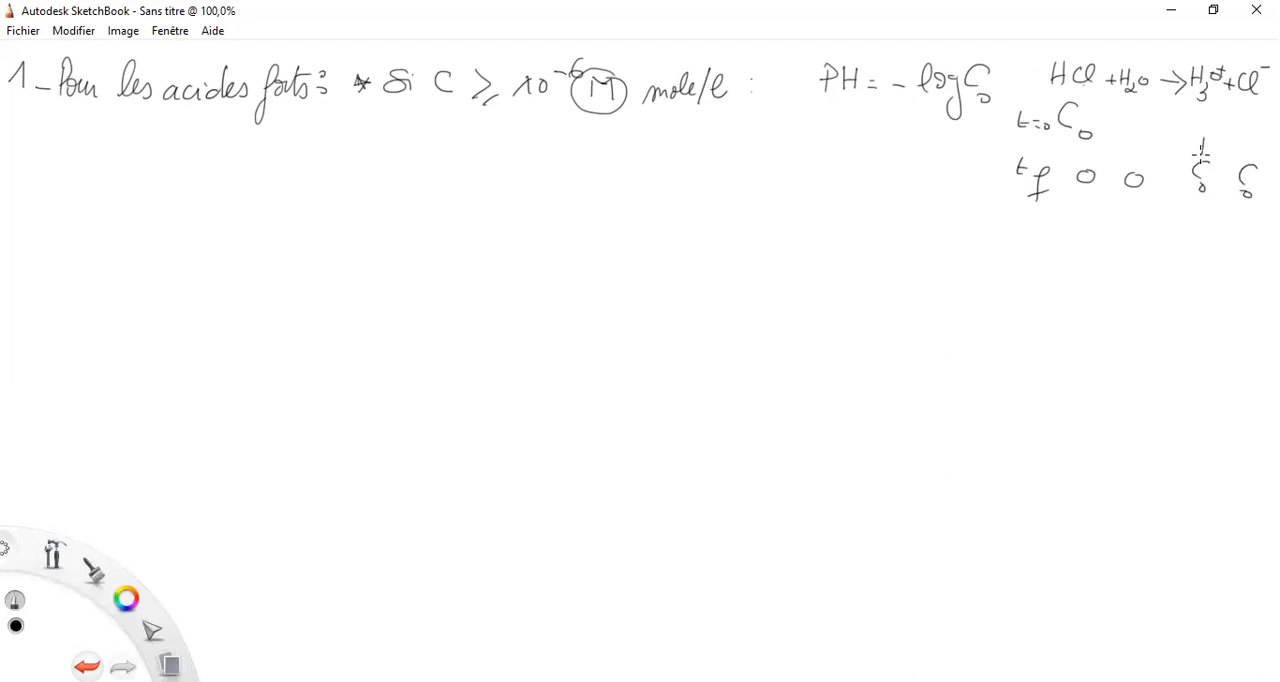 Autodesk SketchBook - Sans titre @ 100,0%
Fichier Modifier Image Fenêtre Aide
1_ Pour les acides forts : * Si C ≥ 10⁻⁶ M mole/l : PH = - log C₀ HCl + H₂O → H₃O⁺ + Cl⁻
t=0 C₀
tf 0 0 C₀ C₀